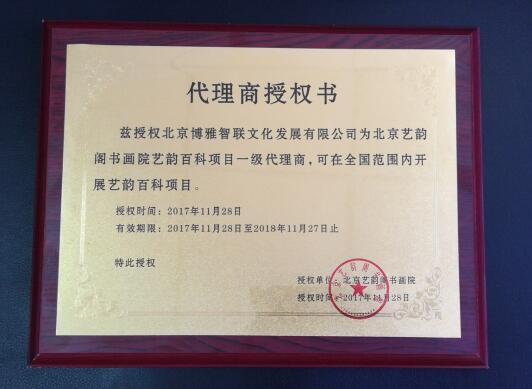 代理商授权书
兹授权北京博雅智联文化发展有限公司为北京艺韵
阁书画院艺韵百科项目一级代理商，可在全国范围内开
展艺韵百科项目。
授权时间：2017年11月28日
有效期限：2017年11月28日至2018年11月27日止
特此授权
授权单位：北京艺韵阁书画院
授权时间：2017年11月28日